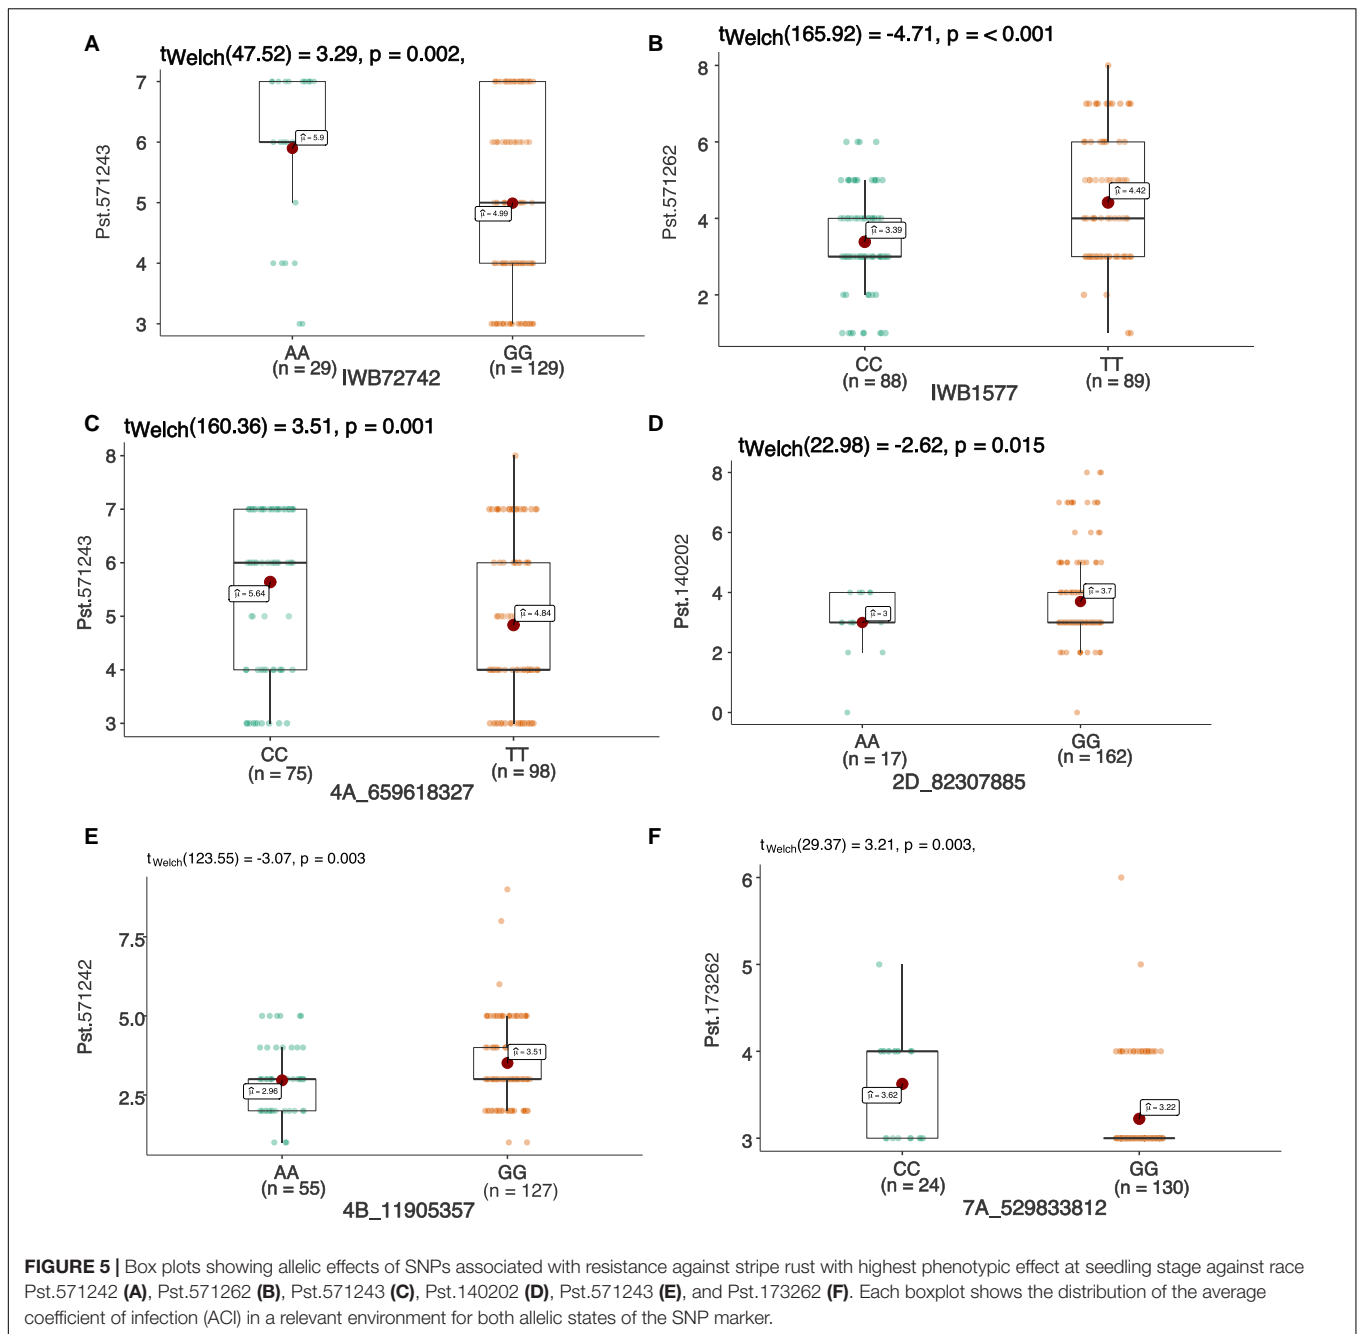 A
tWelch(47.52) = 3.29, p = 0.002,
Pst.571243
7
6
5
4
3
μ̂ = 5.9
μ̂ = 4.99
AA
(n = 29)
GG
(n = 129)
IWB72742
B
tWelch(165.92) = -4.71, p = < 0.001
Pst.571262
8
6
4
2
μ̂ = 3.39
μ̂ = 4.42
CC
(n = 88)
TT
(n = 89)
IWB1577
C
tWelch(160.36) = 3.51, p = 0.001
Pst.571243
8
7
6
5
4
3
μ̂ = 5.64
μ̂ = 4.84
CC
(n = 75)
TT
(n = 98)
4A_659618327
D
tWelch(22.98) = -2.62, p = 0.015
Pst.140202
8
6
4
2
0
μ̂ = 3
μ̂ = 3.7
AA
(n = 17)
GG
(n = 162)
2D_82307885
E
tWelch(123.55) = -3.07, p = 0.003
Pst.571242
7.5
5.0
2.5
μ̂ = 2.96
μ̂ = 3.51
AA
(n = 55)
GG
(n = 127)
4B_11905357
F
tWelch(29.37) = 3.21, p = 0.003,
Pst.173262
6
5
4
3
μ̂ = 3.62
μ̂ = 3.22
CC
(n = 24)
GG
(n = 130)
7A_529833812
FIGURE 5 | Box plots showing allelic effects of SNPs associated with resistance against stripe rust with highest phenotypic effect at seedling stage against race
Pst.571242 (A), Pst.571262 (B), Pst.571243 (C), Pst.140202 (D), Pst.571243 (E), and Pst.173262 (F). Each boxplot shows the distribution of the average
coefficient of infection (ACI) in a relevant environment for both allelic states of the SNP marker.